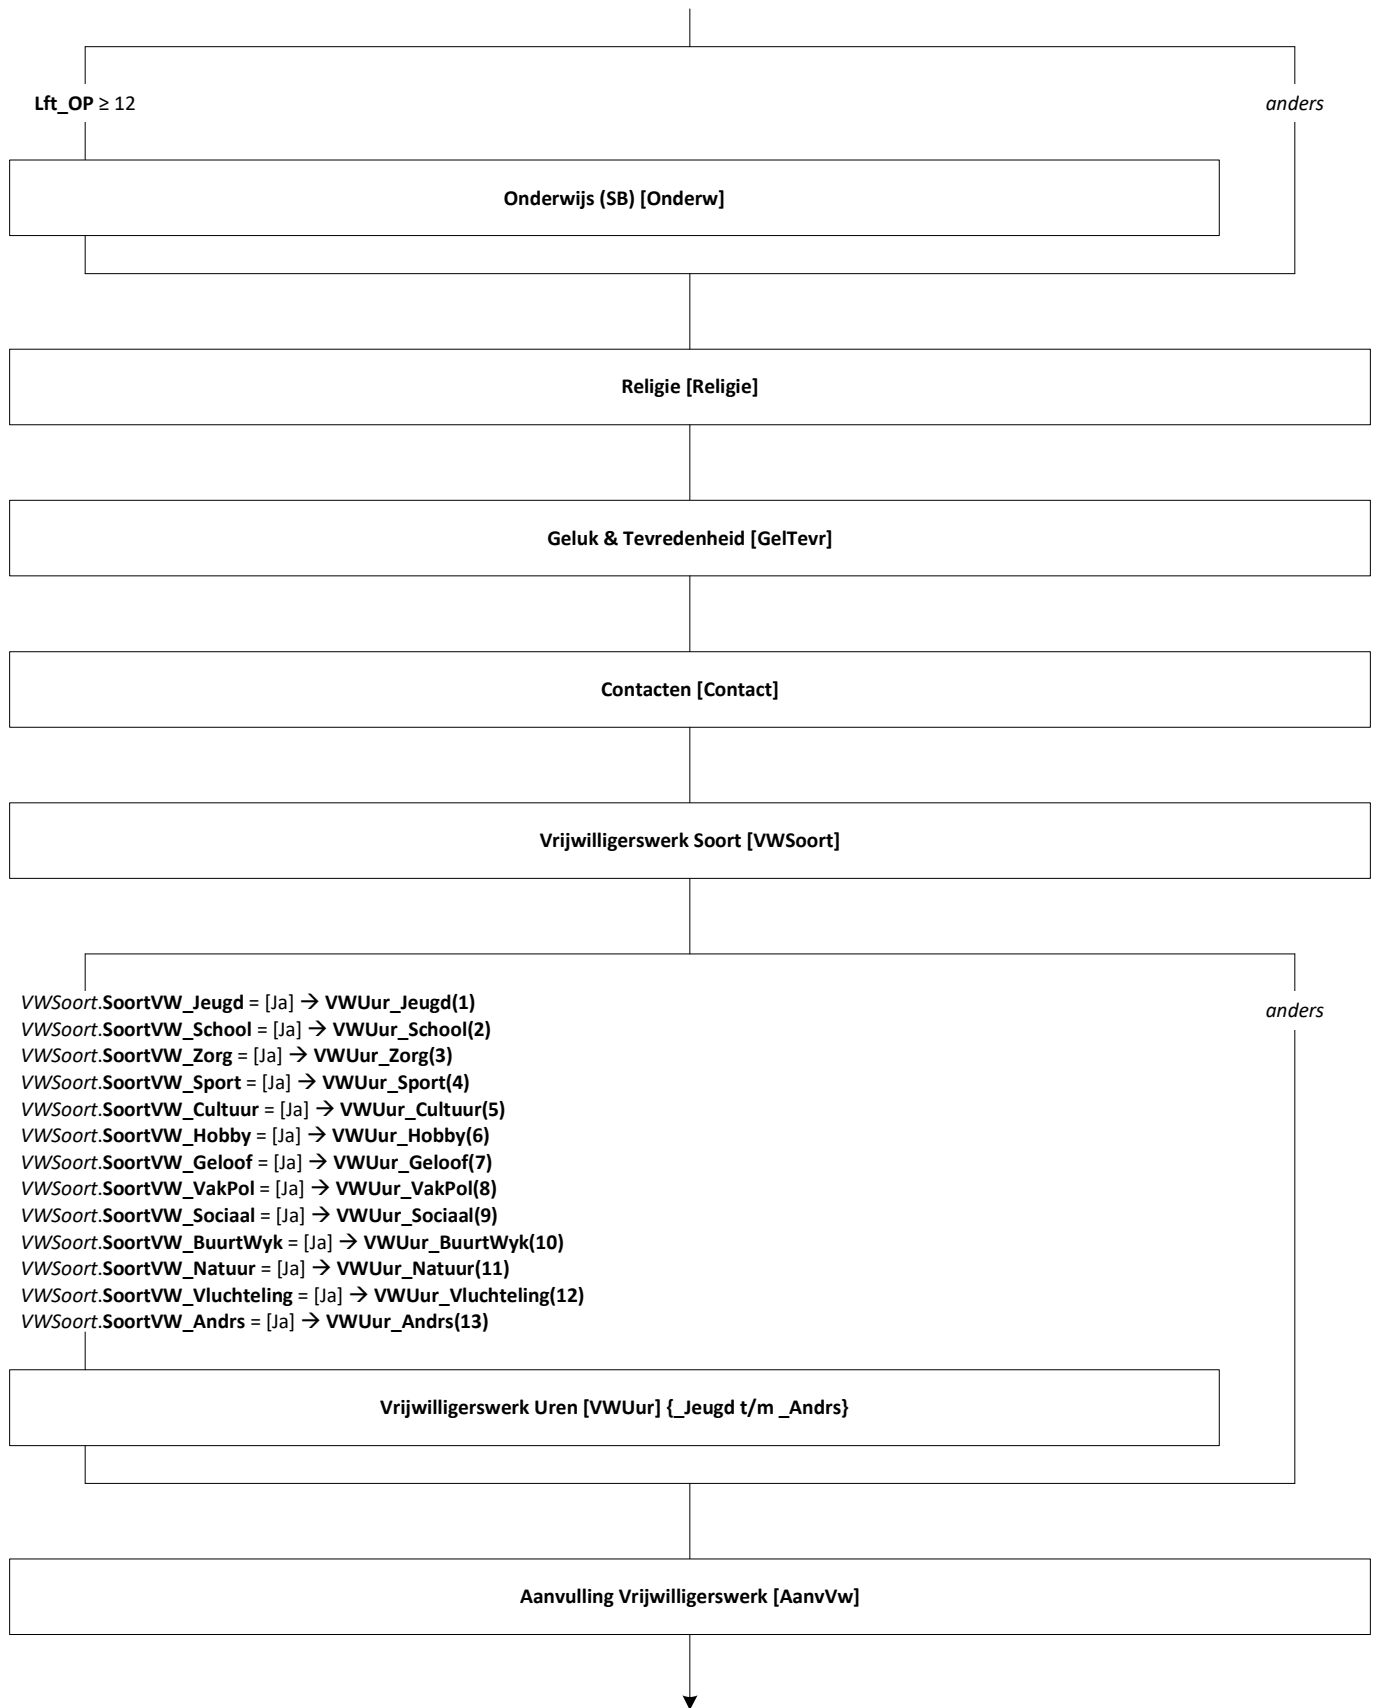 Lft_OP ≥ 12
anders
Onderwijs (SB) [Onderw]
Religie [Religie]
Geluk & Tevredenheid [GelTevr]
Contacten [Contact]
Vrijwilligerswerk Soort [VWSoort]
VWSoort.SoortVW_Jeugd = [Ja] → VWUur_Jeugd(1)
anders
VWSoort.SoortVW_School = [Ja] → VWUur_School(2)
VWSoort.SoortVW_Zorg = [Ja] → VWUur_Zorg(3)
VWSoort.SoortVW_Sport = [Ja] → VWUur_Sport(4)
VWSoort.SoortVW_Cultuur = [Ja] → VWUur_Cultuur(5)
VWSoort.SoortVW_Hobby = [Ja] → VWUur_Hobby(6)
VWSoort.SoortVW_Geloof = [Ja] → VWUur_Geloof(7)
VWSoort.SoortVW_VakPol = [Ja] → VWUur_VakPol(8)
VWSoort.SoortVW_Sociaal = [Ja] → VWUur_Sociaal(9)
VWSoort.SoortVW_BuurtWyk = [Ja] → VWUur_BuurtWyk(10)
VWSoort.SoortVW_Natuur = [Ja] → VWUur_Natuur(11)
VWSoort.SoortVW_Vluchteling = [Ja] → VWUur_Vluchteling(12)
VWSoort.SoortVW_Andrs = [Ja] → VWUur_Andrs(13)
Vrijwilligerswerk Uren [VWUur] {_Jeugd t/m _Andrs}
Aanvulling Vrijwilligerswerk [AanvVw]